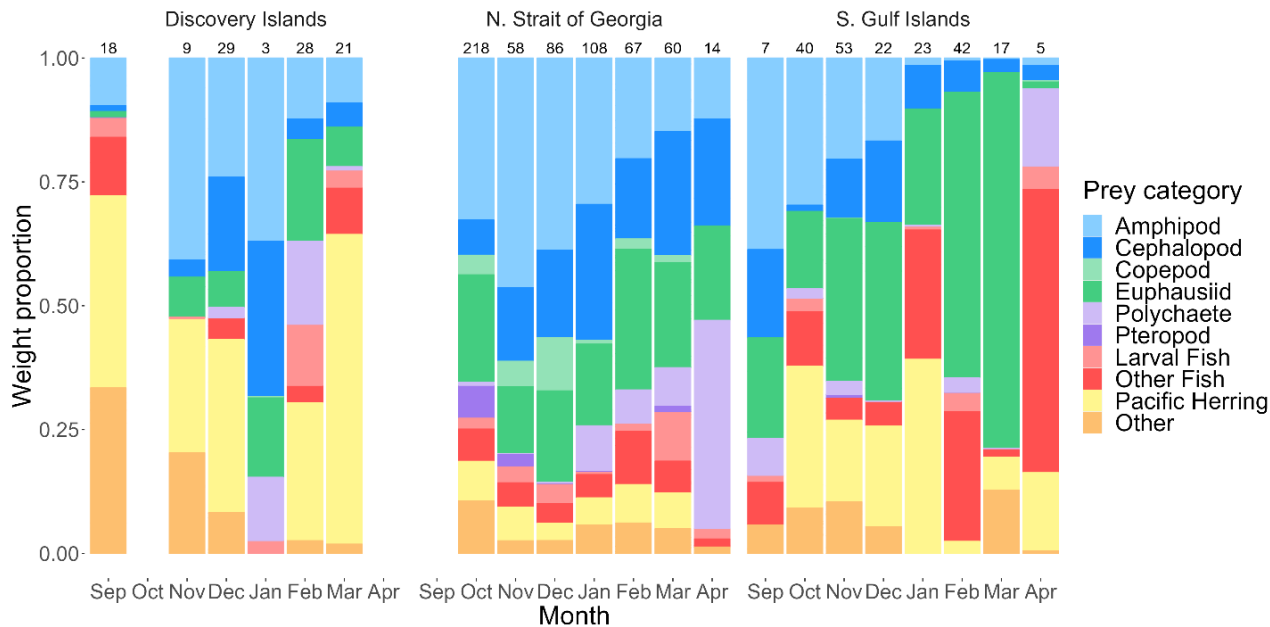 Discovery Islands N. Strait of Georgia S. Gulf Islands
18 9 29 3 28 21 218 58 86 108 67 60 14 7 40 53 22 23 42 17 5
1.00
0.75
0.50
0.25
0.00
Weight proportion
Sep Oct Nov Dec Jan Feb Mar Apr Sep Oct Nov Dec Jan Feb Mar Apr Sep Oct Nov Dec Jan Feb Mar Apr
Month
Prey category
Amphipod
Cephalopod
Copepod
Euphausiid
Polychaete
Pteropod
Larval Fish
Other Fish
Pacific Herring
Other